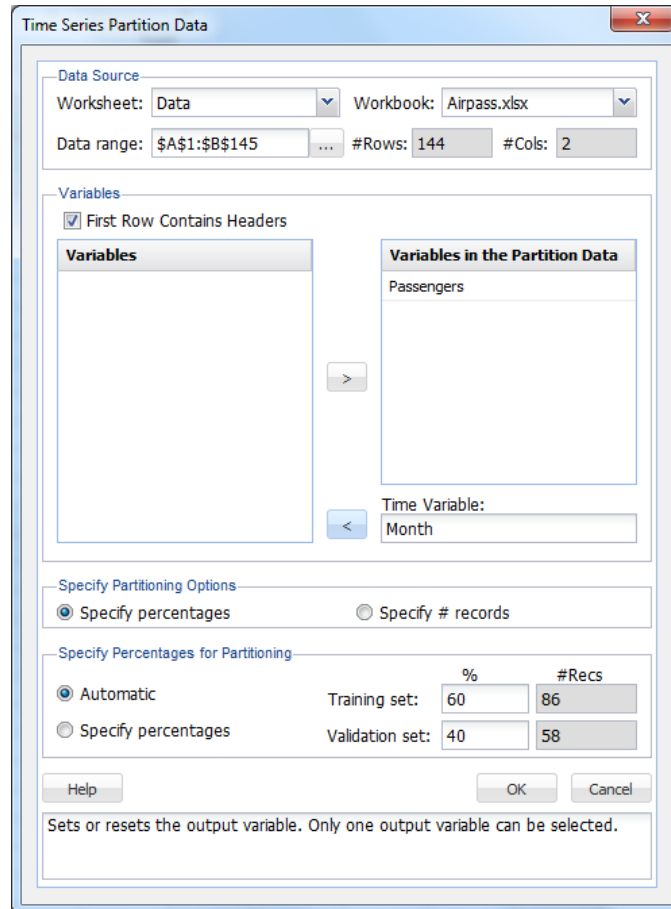 Time Series Partition Data
Data Source
Worksheet: Data Workbook: Airpass.xlsx
Data range: $A$1:$B$145 ... #Rows: 144 #Cols: 2
Variables
First Row Contains Headers
Variables Variables in the Partition Data
Passengers
>
Time Variable:
< Month
Specify Partitioning Options
Specify percentages Specify # records
Specify Percentages for Partitioning
% #Recs
Automatic Training set: 60 86
Specify percentages Validation set: 40 58
Help OK Cancel
Sets or resets the output variable. Only one output variable can be selected.